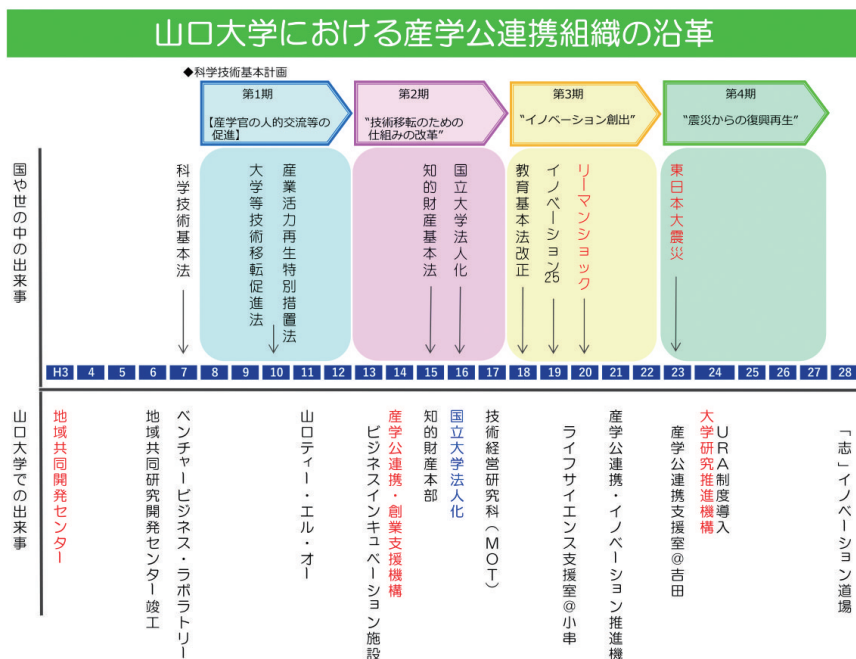 山口大学における産学公連携組織の沿革
◆科学技術基本計画
第1期
【産学官の人的交流等の
促進】
第2期
“技術移転のための
仕組みの改革”
第3期
“イノベーション創出”
第4期
“震災からの復興再生”
国や世の中の出来事
科学技術基本法
大学等技術移転促進法
産業活力再生特別措置法
知的財産基本法
国立大学法人化
教育基本法改正
イノベーション25
リーマンショック
東日本大震災
H3 4 5 6 7 8 9 10 11 12 13 14 15 16 17 18 19 20 21 22 23 24 25 26 27 28
山口大学での出来事
地域共同開発センター
地域共同研究開発センター竣工
ベンチャービジネス・ラボラトリー
山口ティー・エル・オー
ビジネスインキュベーション施設
産学公連携・創業支援機構
知的財産本部
国立大学法人化
技術経営研究科(MOT)
ライフサイエンス支援室@小串
産学公連携・イノベーション推進機
産学公連携支援室@吉田
大学研究推進機構
URA制度導入
「志」イノベーション道場